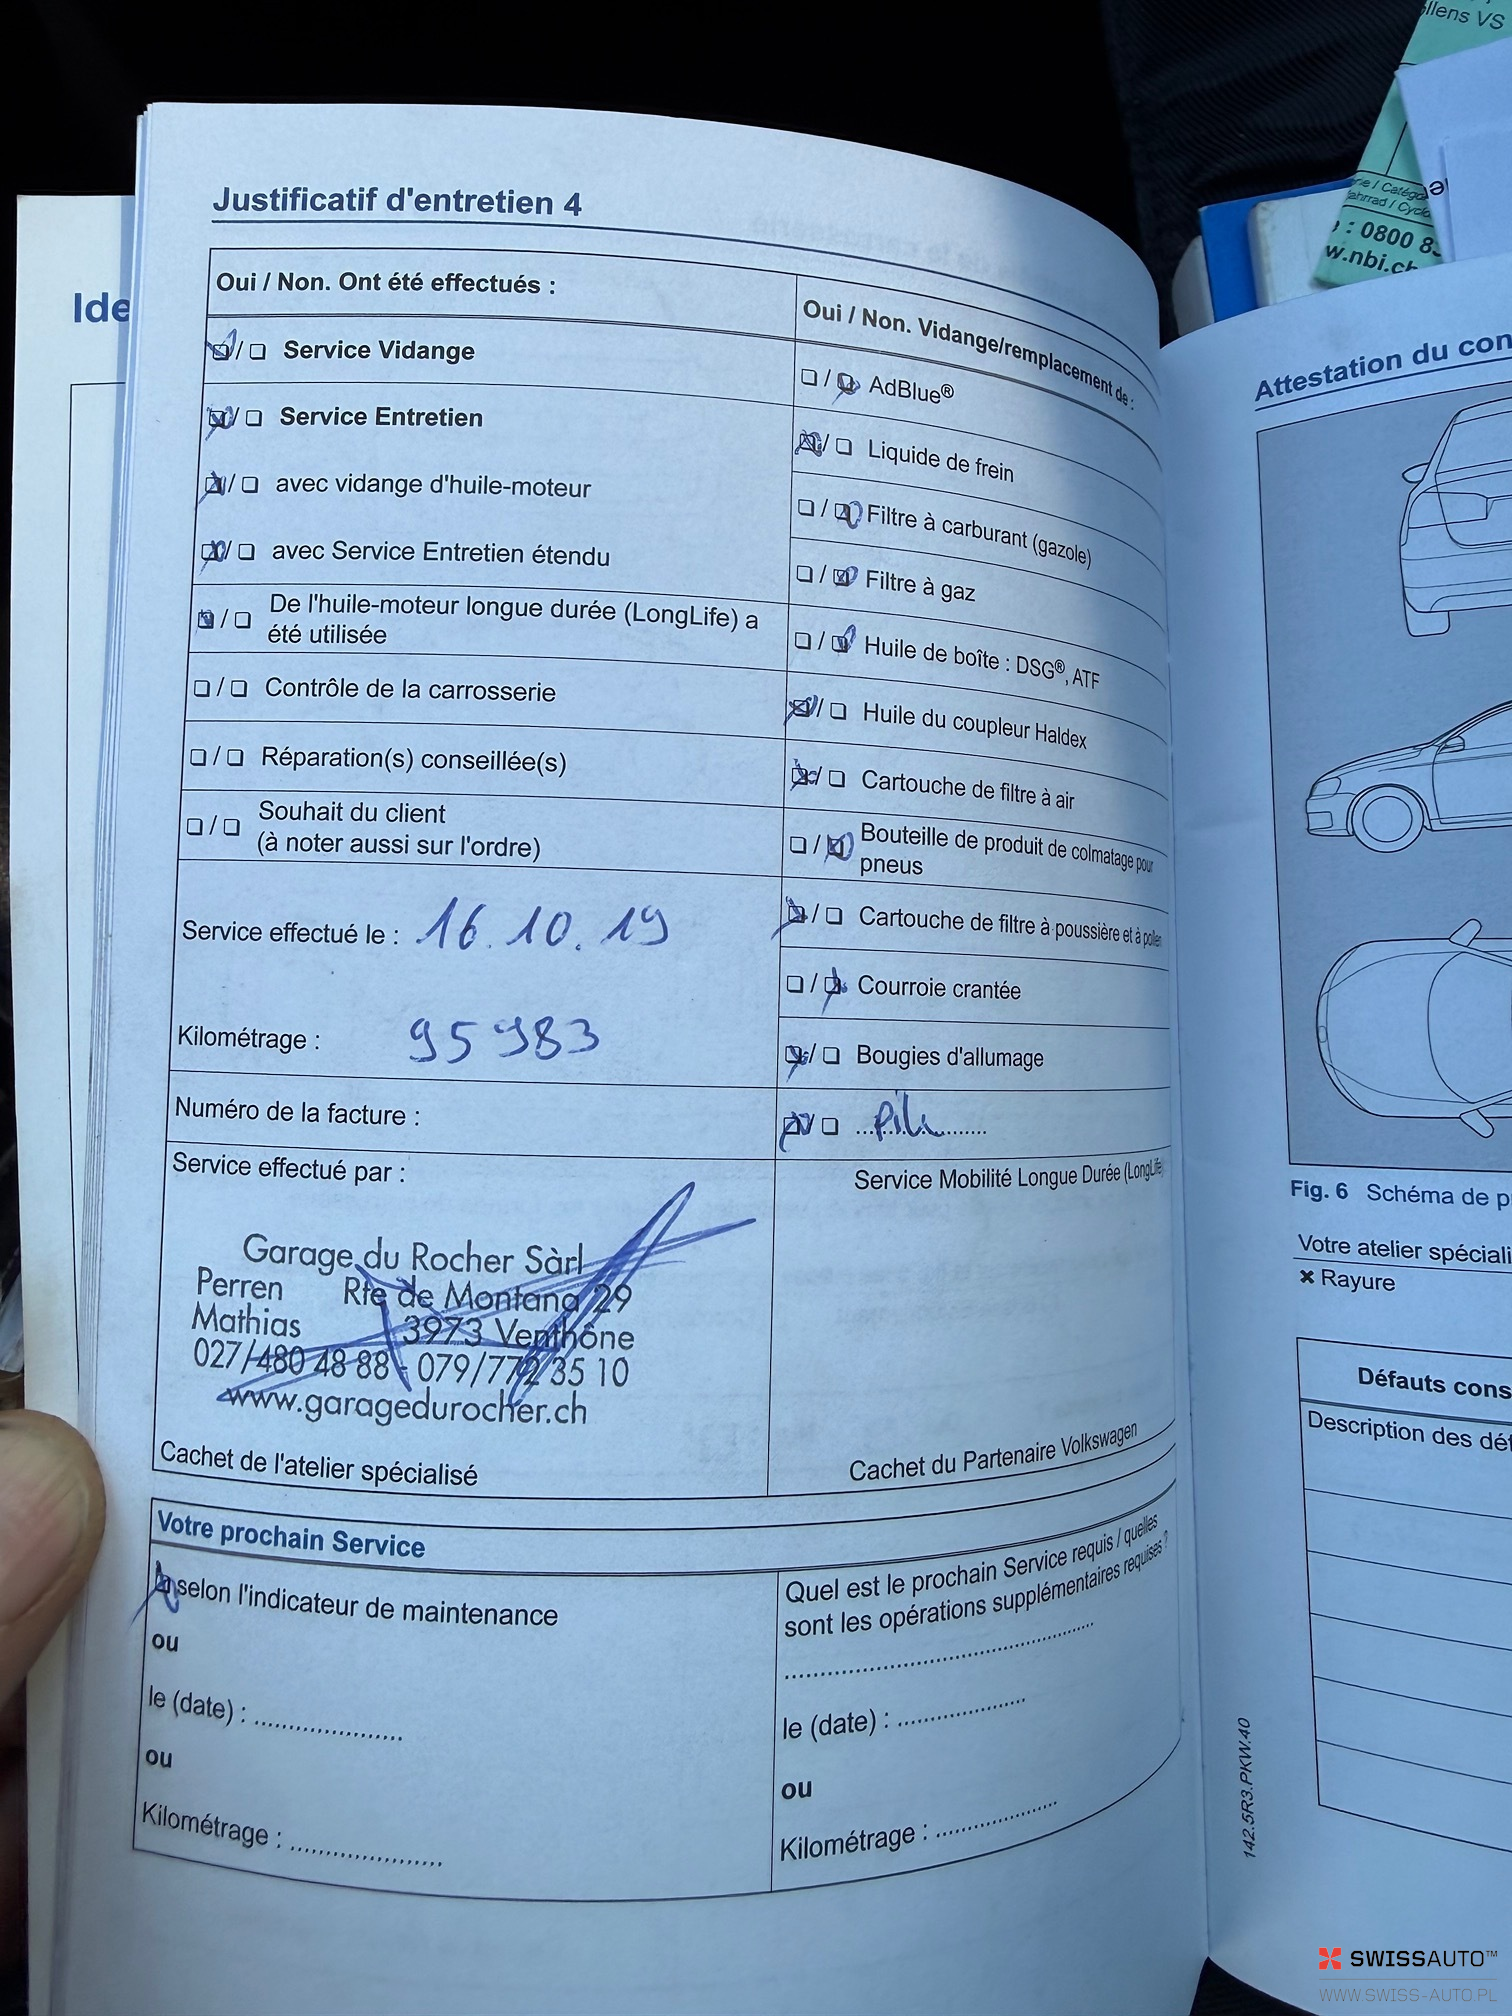 Justificatif d'entretien 4
Oui / Non. Ont été effectués :
/ Service Vidange
/ Service Entretien
/ avec vidange d'huile-moteur
/ avec Service Entretien étendu
/ De l'huile-moteur longue durée (LongLife) a
été utilisée
/ Contrôle de la carrosserie
/ Réparation(s) conseillée(s)
/ Souhait du client
(à noter aussi sur l'ordre)
Service effectué le : 16.10.19
Kilométrage : 95983
Numéro de la facture :
Service effectué par :
Garage du Rocher Sàrl
Perren Rte de Montana 29
Mathias 3973 Venthône
027/480 48 88 - 079/772 35 10
www.garagedurocher.ch
Cachet de l'atelier spécialisé
Oui / Non. Vidange/remplacement de :
/ AdBlue®
/ Liquide de frein
/ Filtre à carburant (gazole)
/ Filtre à gaz
/ Huile de boîte : DSG®, ATF
/ Huile du coupleur Haldex
/ Cartouche de filtre à air
/ Bouteille de produit de colmatage pour
pneus
/ Cartouche de filtre à poussière et à pollen
/ Courroie crantée
/ Bougies d'allumage
/
Service Mobilité Longue Durée (LongLife)
Cachet du Partenaire Volkswagen
Votre prochain Service
selon l'indicateur de maintenance
ou
le (date) : ......................
ou
Kilométrage : ......................
Quel est le prochain Service requis / quelles
sont les opérations supplémentaires requises ?
..............................................
le (date) : ...................
ou
Kilométrage : ..................
Ide
llens VS
: 0800 8
w.nbi.ch
Attestation du con
Fig. 6 Schéma de p
Votre atelier spéciali
× Rayure
Défauts cons
Description des déf
142.5R3.PKW.40
SWISSAUTO™
WWW.SWISS-AUTO.PL